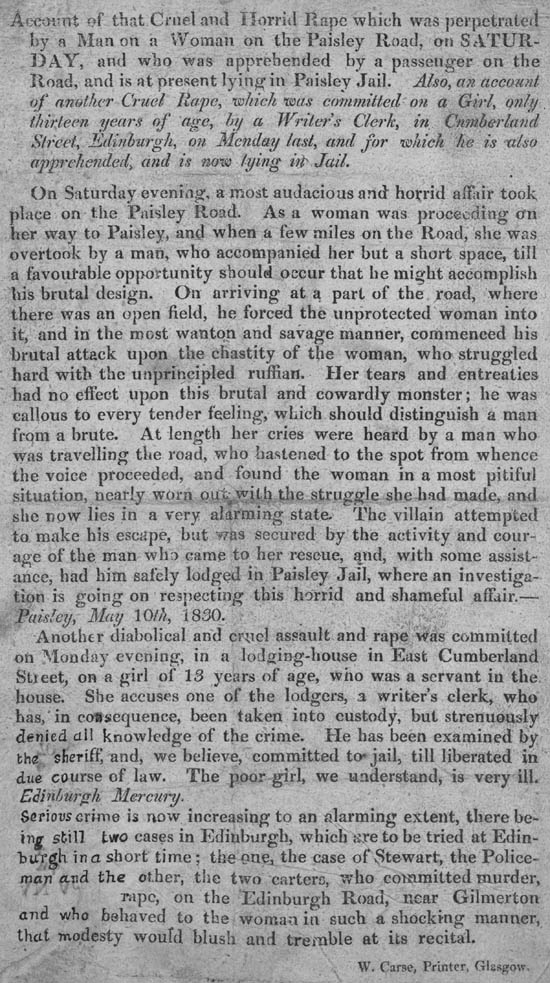 Account of that Cruel and Horrid Rape which was perpetrated
by a Man on a Woman on the Paisley Road, on SATUR-
DAY, and who was apprehended by a passenger on the
Road, and is at present lying in Paisley Jail. Also, an account
of another Cruel Rape, which was committed on a Girl, only
thirteen years of age, by a Writer's Clerk, in Cumberland
Street, Edinburgh, on Monday last, and for which he is also
apprehended, and is now lying in Jail.
On Saturday evening, a most audacious and horrid affair took
place on the Paisley Road. As a woman was proceeding on
her way to Paisley, and when a few miles on the Road, she was
overtook by a man, who accompanied her but a short space, till
a favourable opportunity should occur that he might accomplish
his brutal design. On arriving at a part of the road, where
there was an open field, he forced the unprotected woman into
it, and in the most wanton and savage manner, commenced his
brutal attack upon the chastity of the woman, who struggled
hard with the unprincipled ruffian. Her tears and entreaties
had no effect upon this brutal and cowardly monster; he was
callous to every tender feeling, which should distinguish a man
from a brute. At length her cries were heard by a man who
was travelling the road, who hastened to the spot from whence
the voice proceeded, and found the woman in a most pitiful
situation, nearly worn out with the struggle she had made, and
she now lies in a very alarming state. The villain attempted
to make his escape, but was secured by the activity and cour-
age of the man who came to her rescue, and, with some assist-
ance, had him safely lodged in Paisley Jail, where an investiga-
tion is going on respecting this horrid and shameful affair.—
Paisley, May 10th, 1830.
Another diabolical and cruel assault and rape was committed
on Monday evening, in a lodging-house in East Cumberland
Street, on a girl of 13 years of age, who was a servant in the
house. She accuses one of the lodgers, a writer's clerk, who
has, in consequence, been taken into custody, but strenuously
denied all knowledge of the crime. He has been examined by
the sheriff, and, we believe, committed to jail, till liberated in
due course of law. The poor girl, we understand, is very ill.
Edinburgh Mercury.
Serious crime is now increasing to an alarming extent, there be-
ing still two cases in Edinburgh, which are to be tried at Edin-
burgh in a short time; the one, the case of Stewart, the Police-
man and the other, the two carters, who committed murder,
rape, on the Edinburgh Road, near Gilmerton
and who behaved to the woman in such a shocking manner,
that modesty would blush and tremble at its recital.
W. Carse, Printer, Glasgow.